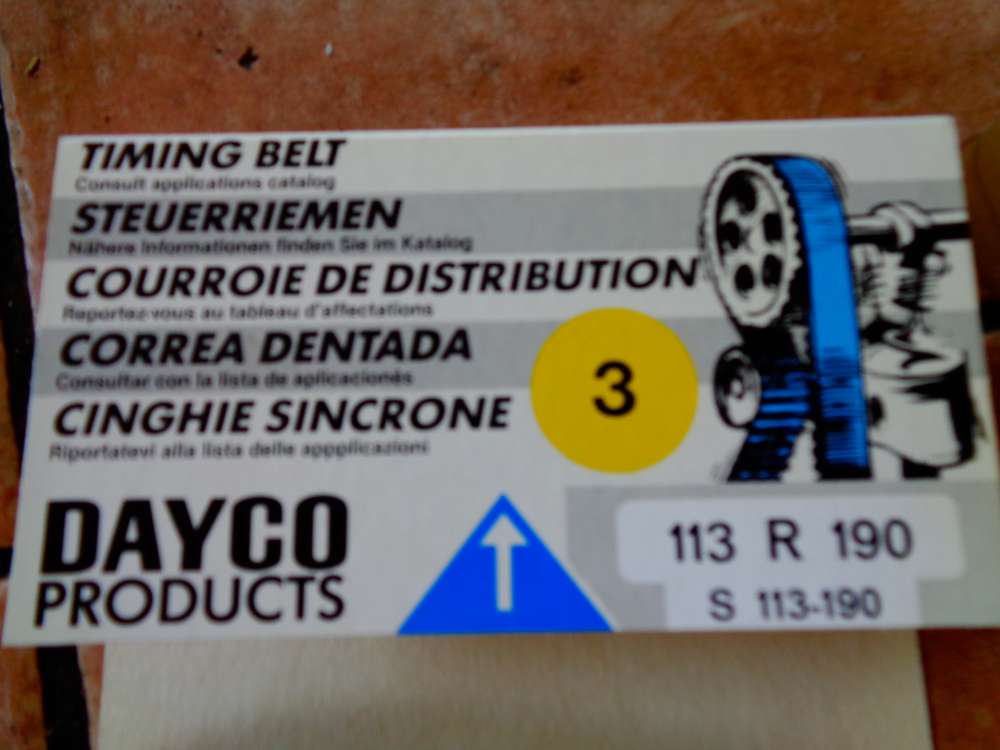 TIMING BELT
Consult applications catalog
STEUERRIEMEN
Nähere Informationen finden Sie im Katalog
COURROIE DE DISTRIBUTION
Reportez-vous au tableau d'affectations
CORREA DENTADA
Consultar con la lista de aplicacionés
CINGHIE SINCRONE
Riportatevi alla lista delle appplicazioni
3
DAYCO
PRODUCTS
113 R 190
S 113-190